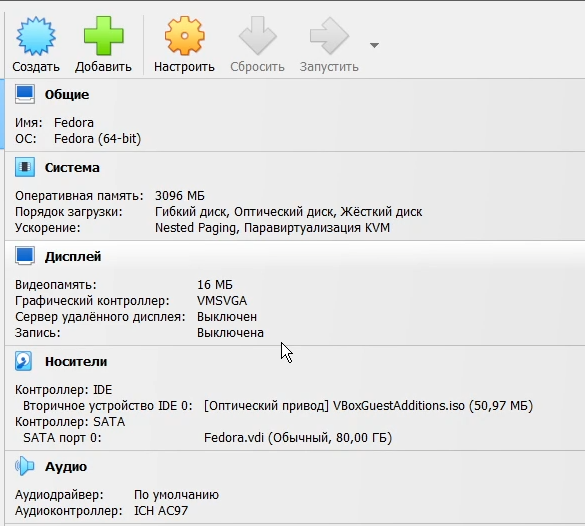 Создать Добавить Настроить Сбросить Запустить
Общие
Имя: Fedora
ОС: Fedora (64-bit)
Система
Оперативная память: 3096 МБ
Порядок загрузки: Гибкий диск, Оптический диск, Жёсткий диск
Ускорение: Nested Paging, Паравиртуализация KVM
Дисплей
Видеопамять: 16 МБ
Графический контроллер: VMSVGA
Сервер удалённого дисплея: Выключен
Запись: Выключена
Носители
Контроллер: IDE
Вторичное устройство IDE 0: [Оптический привод] VBoxGuestAdditions.iso (50,97 МБ)
Контроллер: SATA
SATA порт 0: Fedora.vdi (Обычный, 80,00 ГБ)
Аудио
Аудиодрайвер: По умолчанию
Аудиоконтроллер: ICH AC97